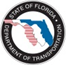 STATE OF FLORIDA
DEPARTMENT OF TRANSPORTATION